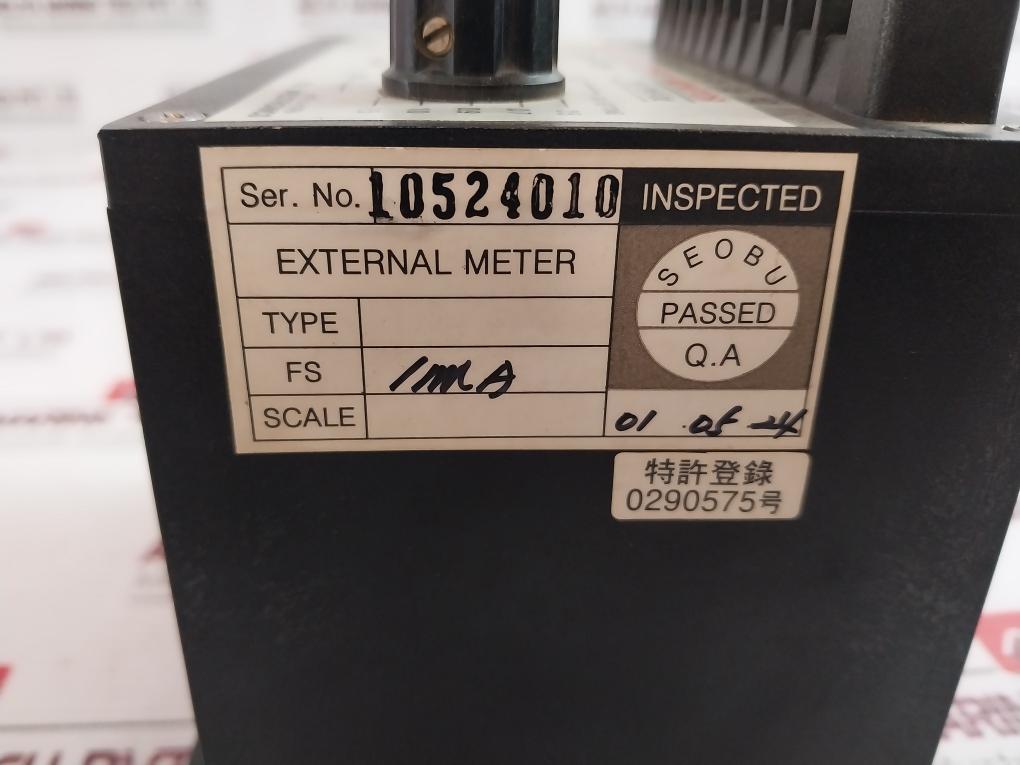 Ser. No. 10524010
INSPECTED
EXTERNAL METER
TYPE
FS 1mA
SCALE
SEOBU
PASSED
Q.A
01 05 24
特許登錄
0290575号